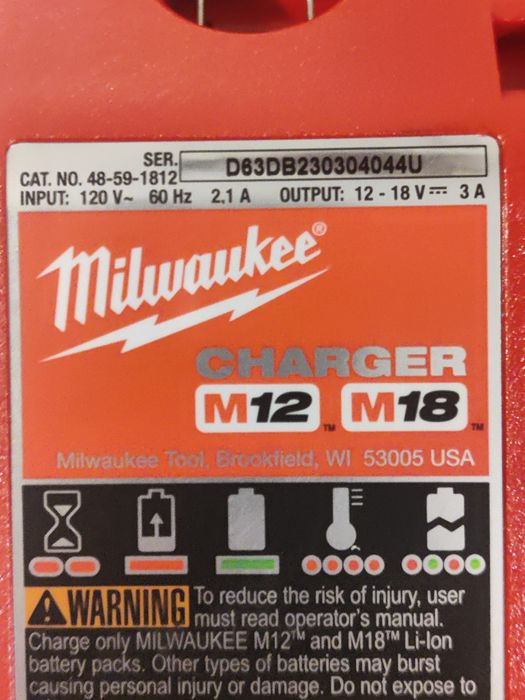 SER. D63DB230304044U
CAT. NO. 48-59-1812
INPUT: 120 V~ 60 Hz 2.1 A OUTPUT: 12 - 18 V⎓ 3 A
Milwaukee®
CHARGER
M12™ M18™
Milwaukee Tool, Brookfield, WI 53005 USA
WARNING To reduce the risk of injury, user
must read operator's manual.
Charge only MILWAUKEE M12™ and M18™ Li-Ion
battery packs. Other types of batteries may burst
causing personal injury or damage. Do not expose to